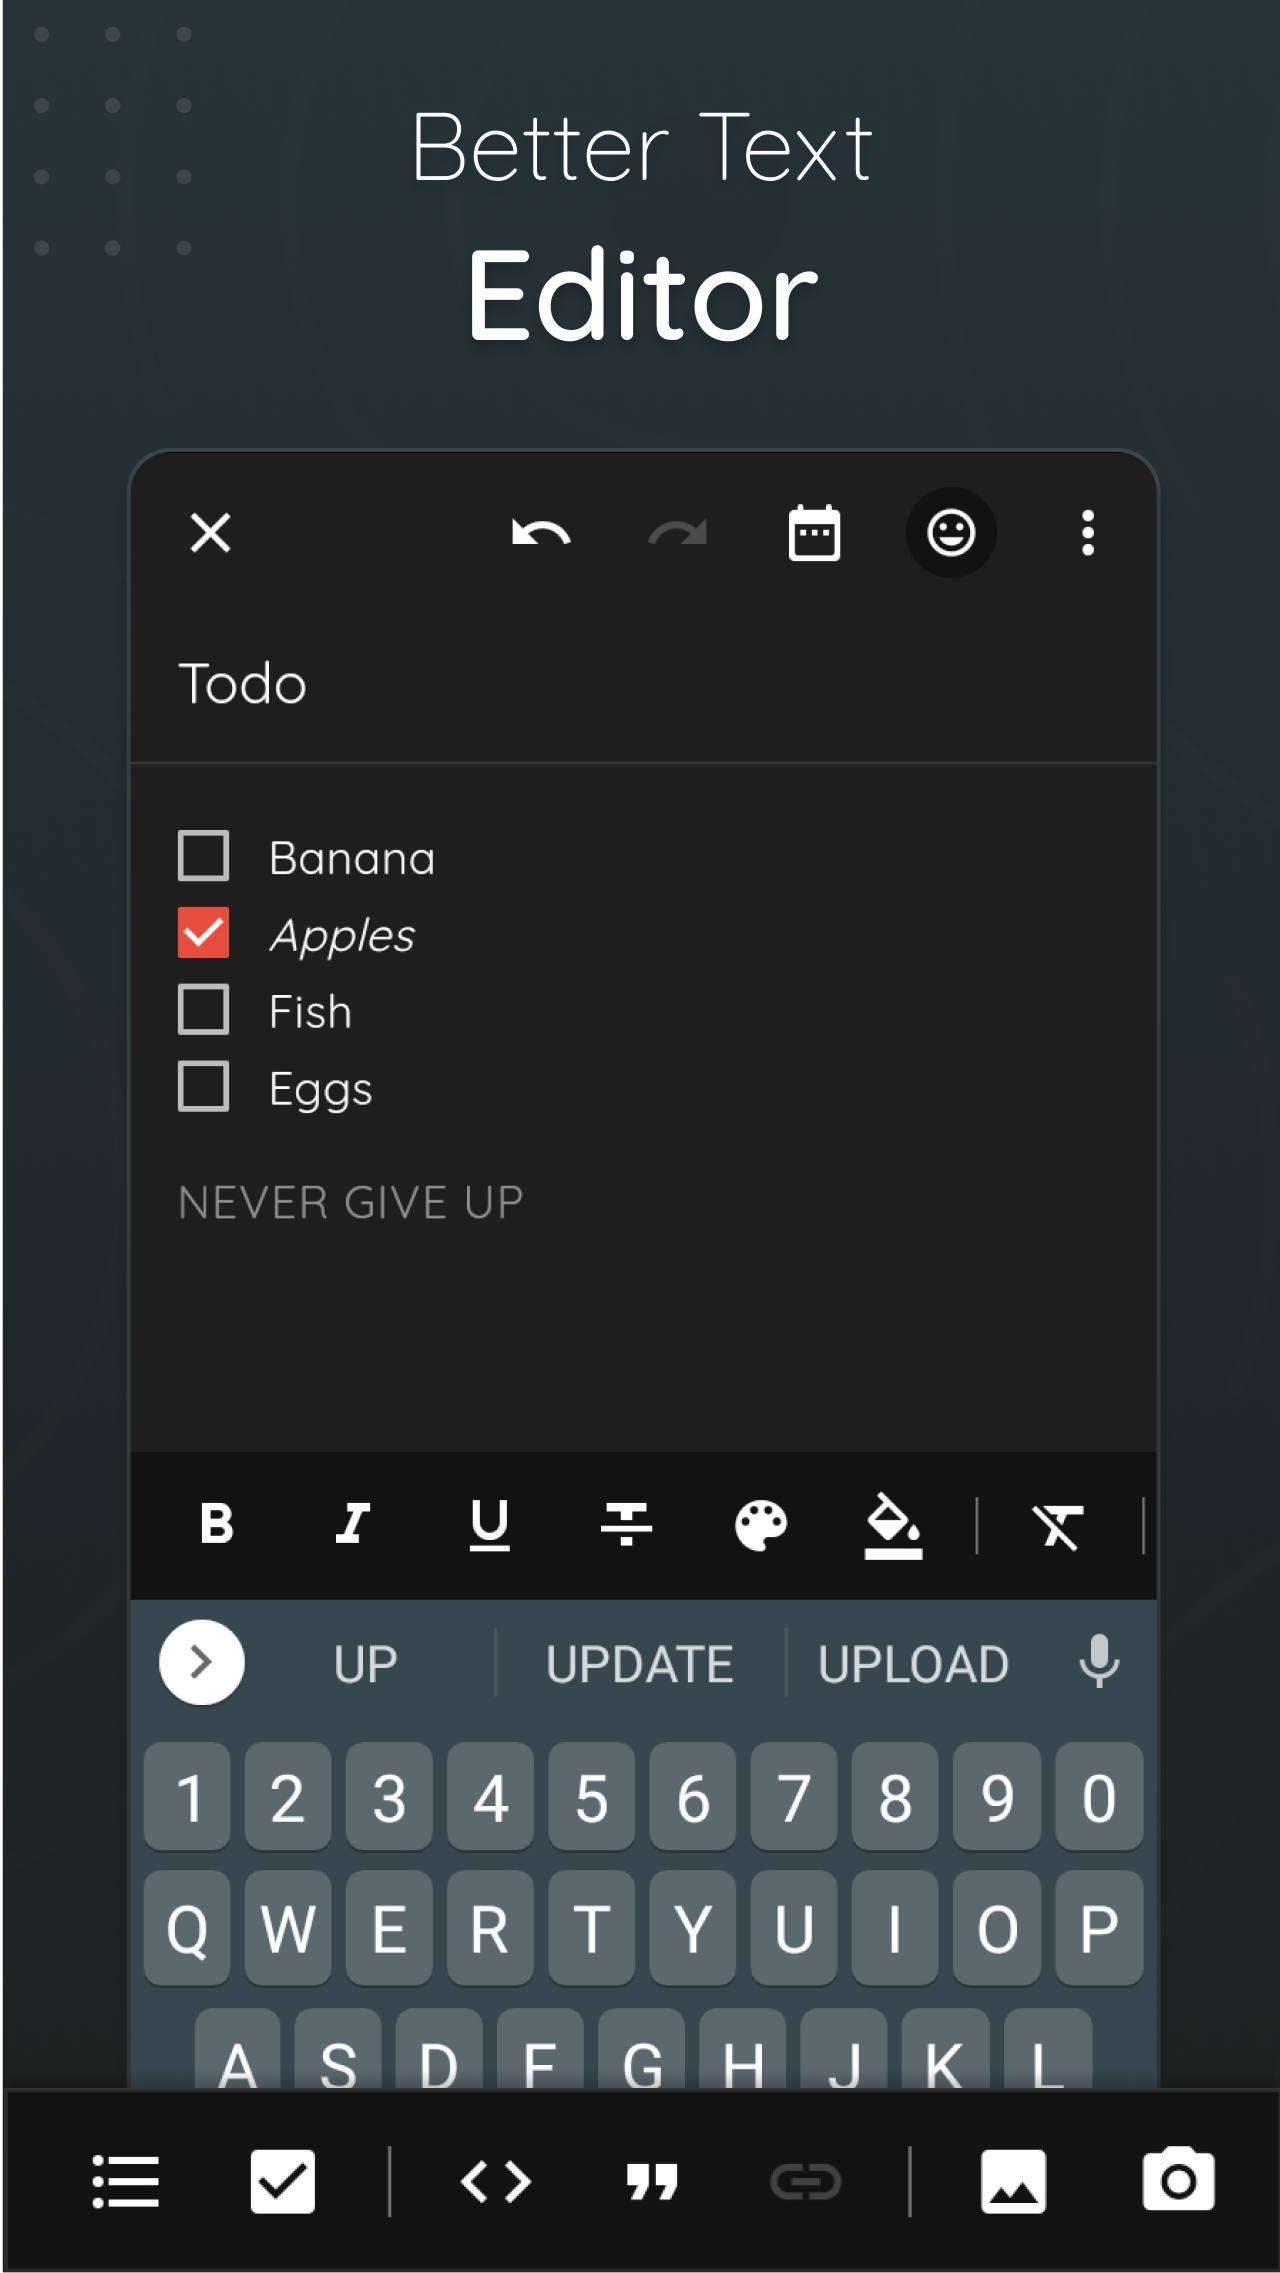 Better Text
Editor
Todo
Banana
Apples
Fish
Eggs
NEVER GIVE UP
B I U T
UP UPDATE UPLOAD
1 2 3 4 5 6 7 8 9 0
Q W E R T Y U I O P
A S D F G H J K L